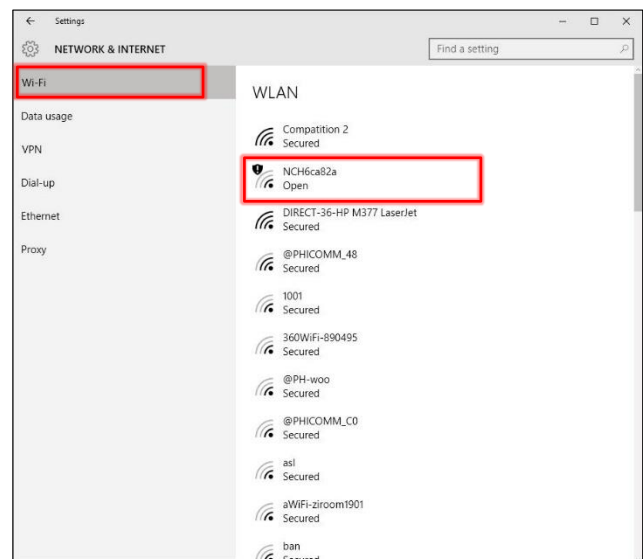 Settings
NETWORK & INTERNET
Find a setting
Wi-Fi
Data usage
VPN
Dial-up
Ethernet
Proxy
WLAN
Compatition 2
Secured
NCH6ca82a
Open
DIRECT-36-HP M377 LaserJet
Secured
@PHICOMM_48
Secured
1001
Secured
360WiFi-890495
Secured
@PH-woo
Secured
@PHICOMM_C0
Secured
asl
Secured
aWiFi-ziroom1901
Secured
ban
Secured